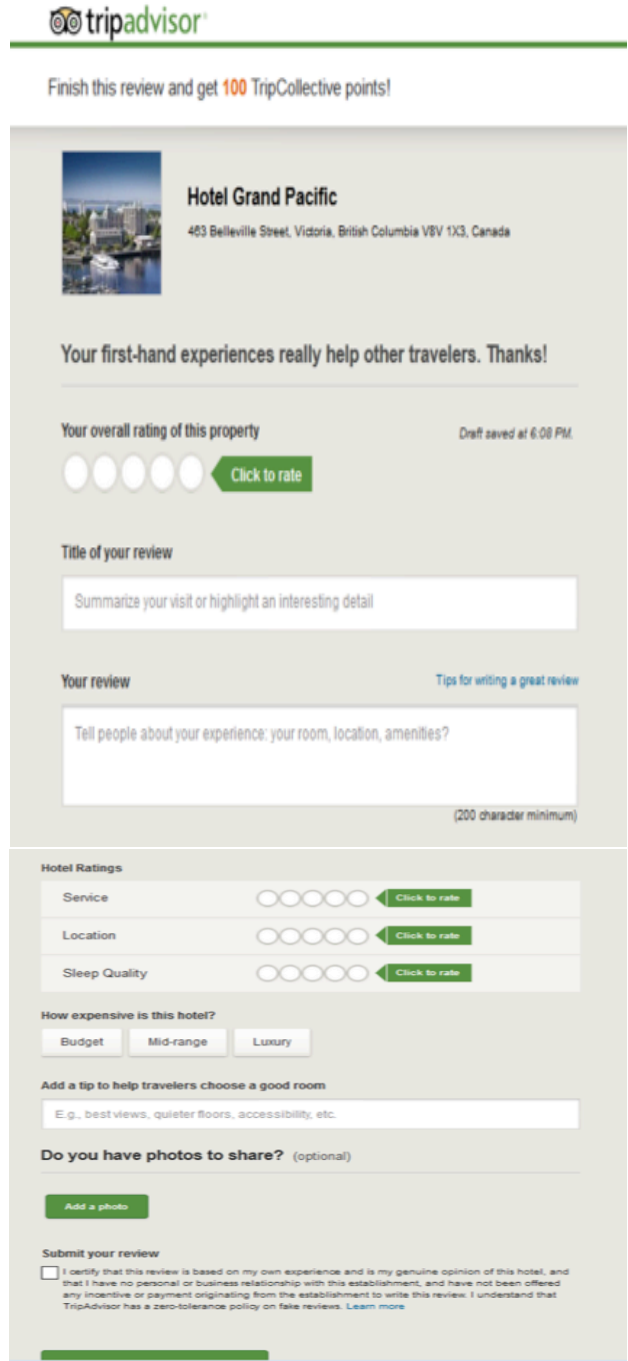 tripadvisor
Finish this review and get 100 TripCollective points!
Hotel Grand Pacific
463 Belleville Street, Victoria, British Columbia V8V 1X3, Canada
Your first-hand experiences really help other travelers. Thanks!
Your overall rating of this property
Draft saved at 6:08 PM.
Click to rate
Title of your review
Summarize your visit or highlight an interesting detail
Your review
Tips for writing a great review
Tell people about your experience: your room, location, amenities?
(200 character minimum)
Hotel Ratings
Service
Click to rate
Location
Click to rate
Sleep Quality
Click to rate
How expensive is this hotel?
Budget Mid-range Luxury
Add a tip to help travelers choose a good room
E.g., best views, quieter floors, accessibility, etc.
Do you have photos to share? (optional)
Add a photo
Submit your review
I certify that this review is based on my own experience and is my genuine opinion of this hotel, and
that I have no personal or business relationship with this establishment, and have not been offered
any incentive or payment originating from the establishment to write this review. I understand that
TripAdvisor has a zero-tolerance policy on fake reviews. Learn more